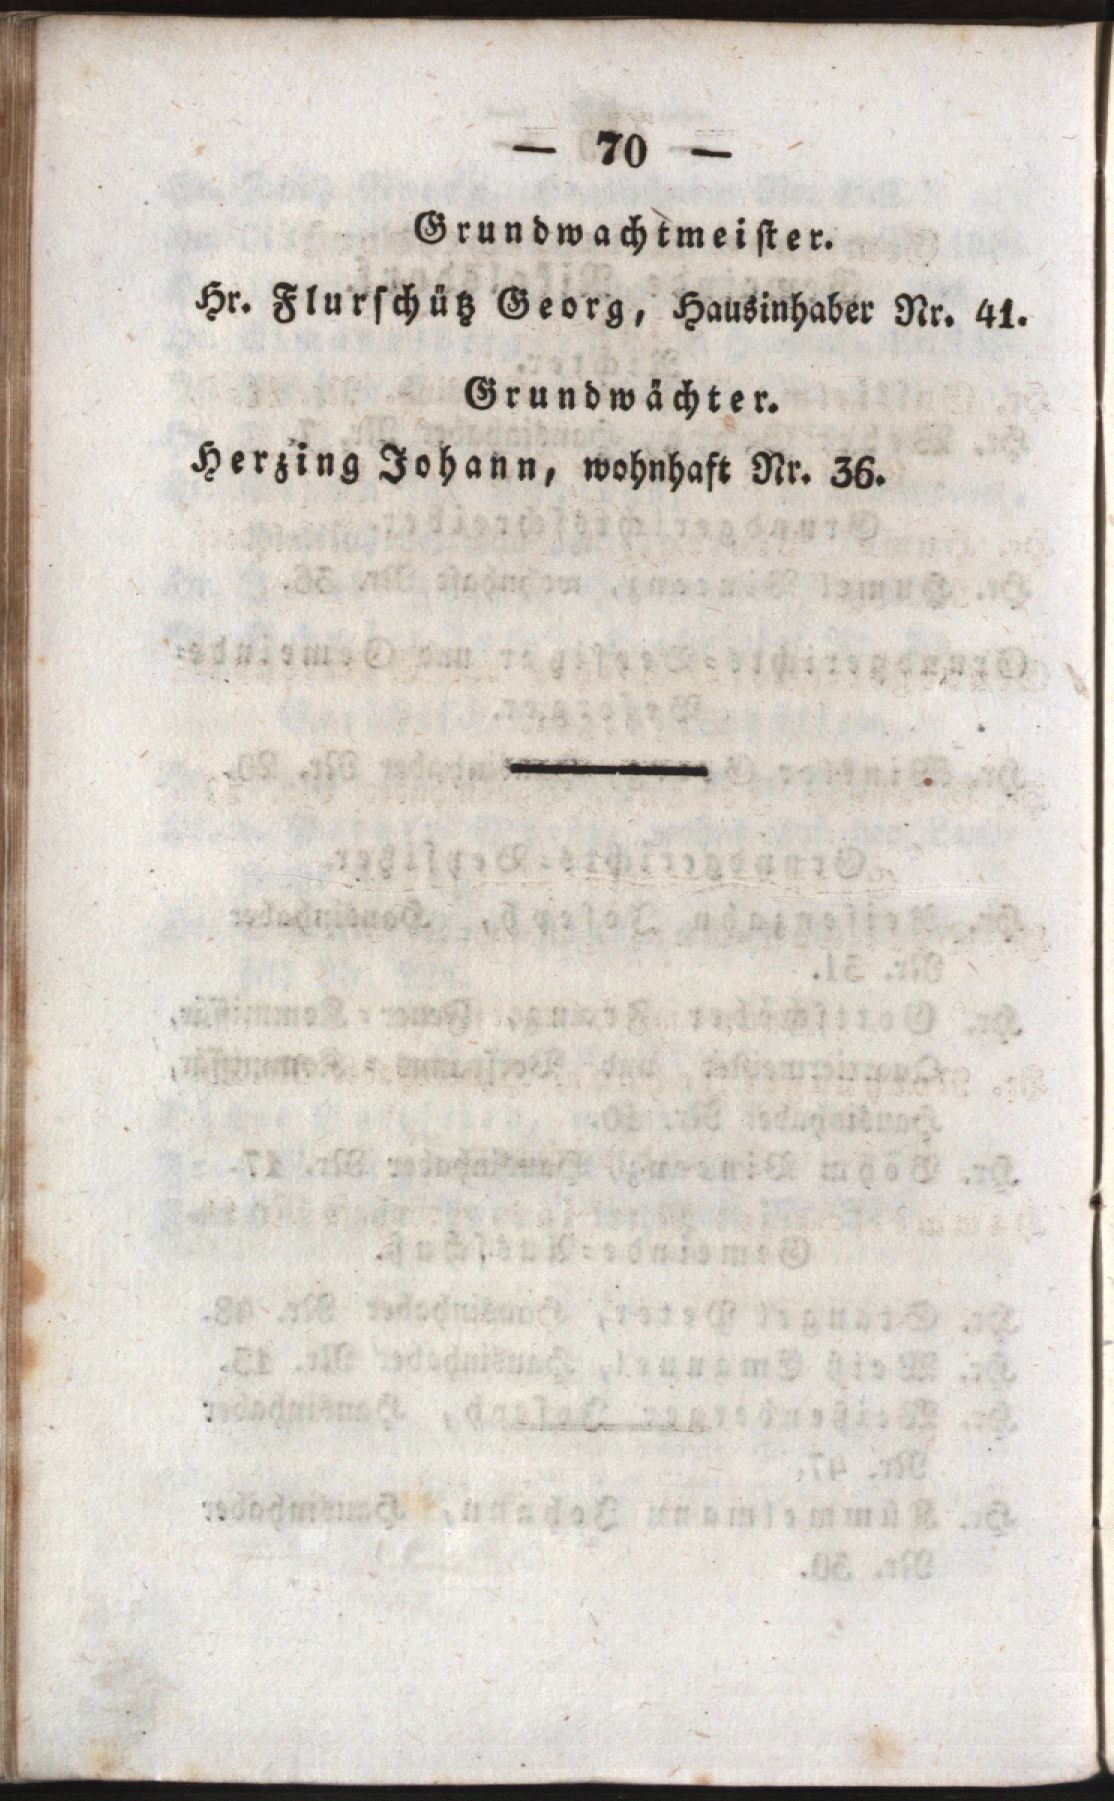 — 70 —
Grundwachtmeister.
Hr. Flurschütz Georg, Hausinhaber Nr. 41.
Grundwächter.
Herzing Johann, wohnhaft Nr. 36.